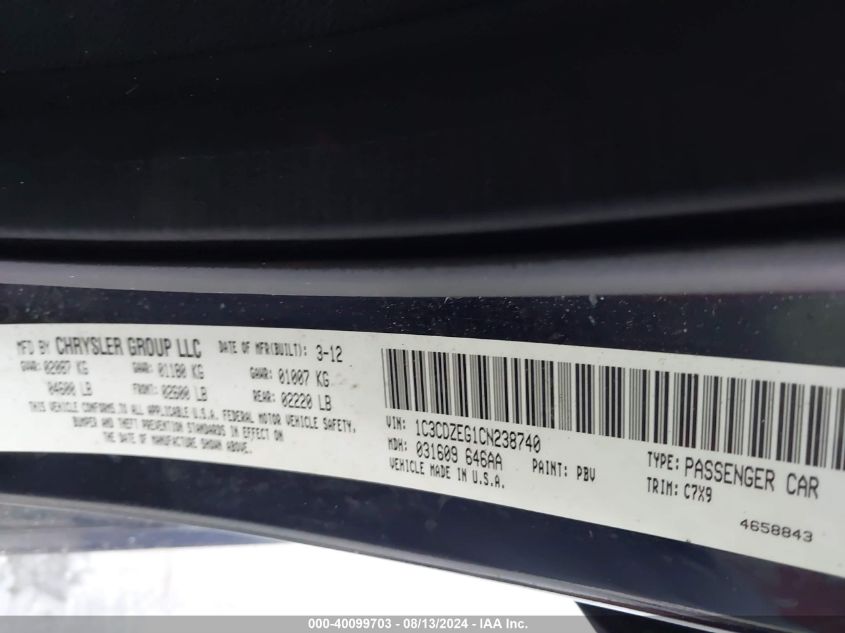 MFD BY CHRYSLER GROUP LLC DATE OF MFR(BUILT): 3-12
GVWR: 02087 KG GAWR: 01180 KG GAWR: 01007 KG
04600 LB FRONT: 02600 LB REAR: 02220 LB
THIS VEHICLE CONFORMS TO ALL APPLICABLE U.S.A. FEDERAL MOTOR VEHICLE SAFETY,
BUMPER AND THEFT PREVENTION STANDARDS IN EFFECT ON
THE DATE OF MANUFACTURE SHOWN ABOVE.
VIN: 1C3CDZEG1CN238740
MDH: 031609 646AA PAINT: PBV TYPE: PASSENGER CAR
VEHICLE MADE IN U.S.A. TRIM: C7X9
4658843
000-40099703 - 08/13/2024 - IAA Inc.